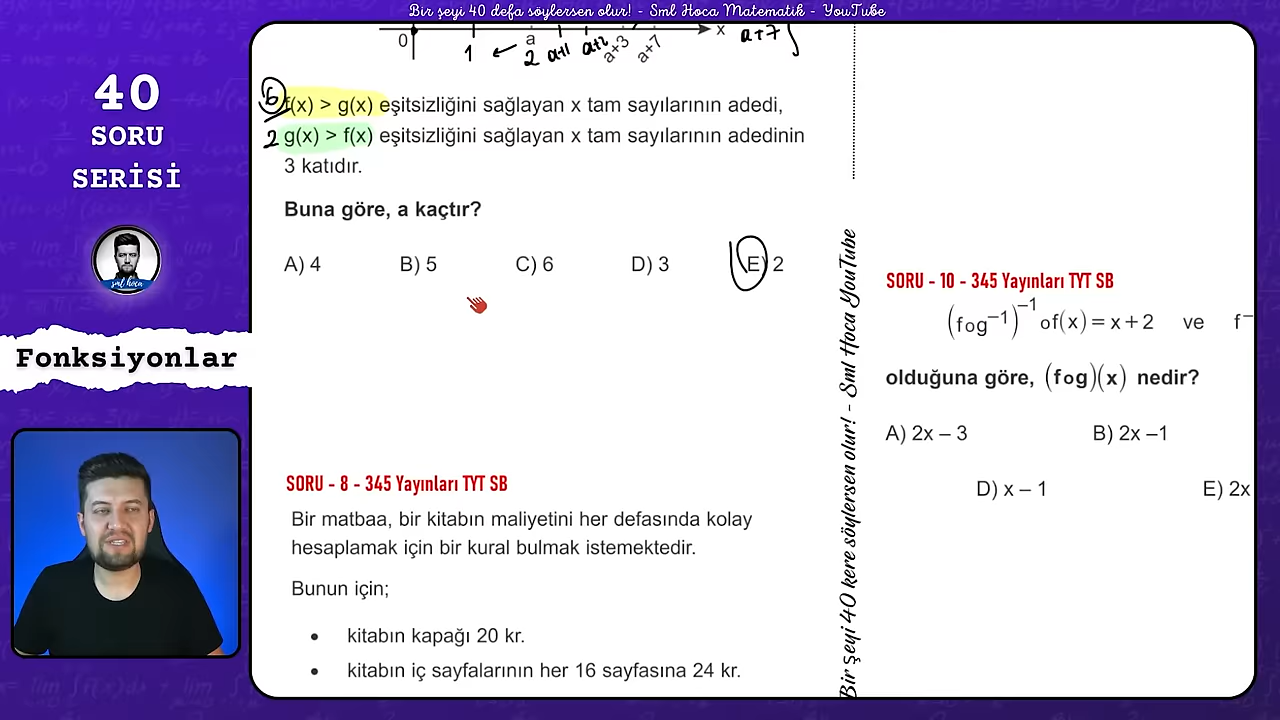 Bir şeyi 40 defa söylersen olur! - Sml Hoca Matematik - YouTube
40
SORU
SERİSİ
sml hoca
Fonksiyonlar
0 1 a 2 a+1 a+2 a+3 a+7 x a+7
6 f(x) > g(x) eşitsizliğini sağlayan x tam sayılarının adedi,
2 g(x) > f(x) eşitsizliğini sağlayan x tam sayılarının adedinin
3 katıdır.
Buna göre, a kaçtır?
A) 4 B) 5 C) 6 D) 3 E) 2
SORU - 8 - 345 Yayınları TYT SB
Bir matbaa, bir kitabın maliyetini her defasında kolay
hesaplamak için bir kural bulmak istemektedir.
Bunun için;
• kitabın kapağı 20 kr.
• kitabın iç sayfalarının her 16 sayfasına 24 kr.
Bir şeyi 40 kere söylersen olur! - Sml Hoca YouTube
SORU - 10 - 345 Yayınları TYT SB
(fog⁻¹)⁻¹of(x) = x + 2 ve f⁻
olduğuna göre, (fog)(x) nedir?
A) 2x – 3 B) 2x –1
D) x – 1 E) 2x